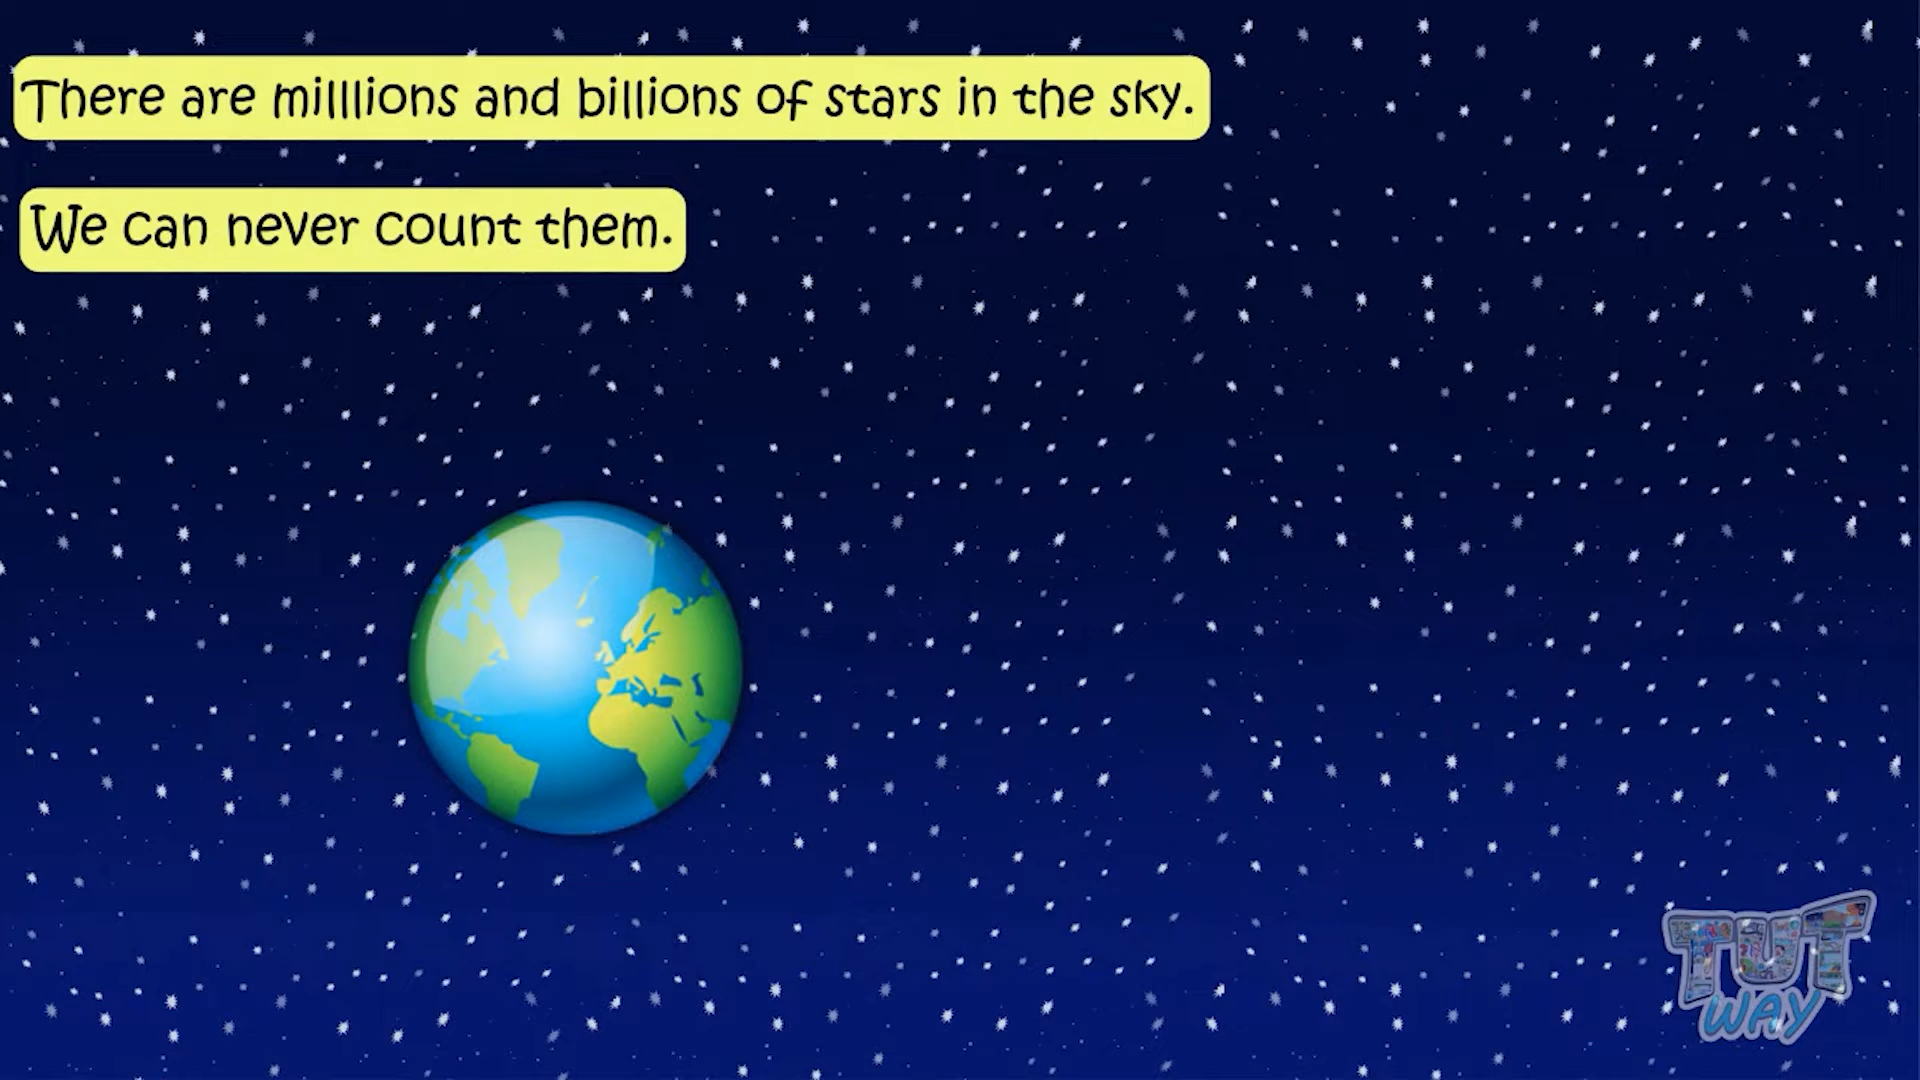 There are milllions and billions of stars in the sky.
We can never count them.
TUT
WAY